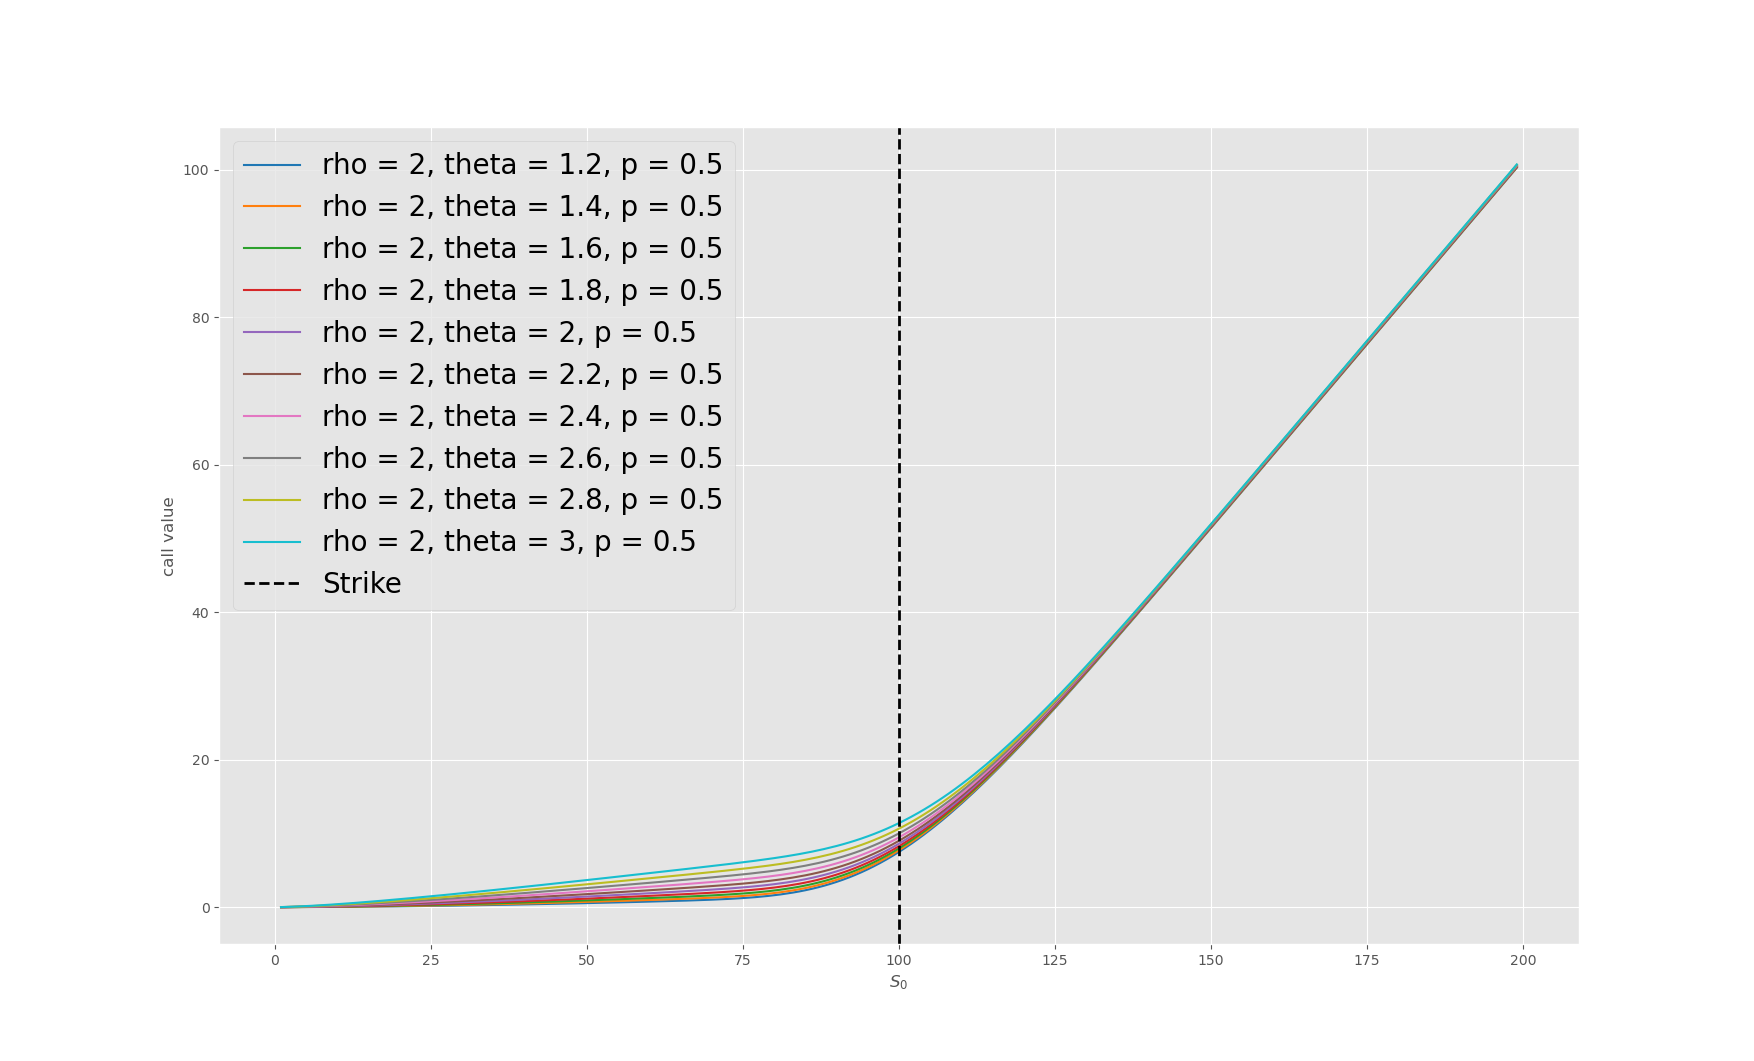 rho = 2, theta = 1.2, p = 0.5
rho = 2, theta = 1.4, p = 0.5
rho = 2, theta = 1.6, p = 0.5
rho = 2, theta = 1.8, p = 0.5
rho = 2, theta = 2, p = 0.5
rho = 2, theta = 2.2, p = 0.5
rho = 2, theta = 2.4, p = 0.5
rho = 2, theta = 2.6, p = 0.5
rho = 2, theta = 2.8, p = 0.5
rho = 2, theta = 3, p = 0.5
Strike
100
80
60
40
20
0
call value
0 25 50 75 100 125 150 175 200
S₀